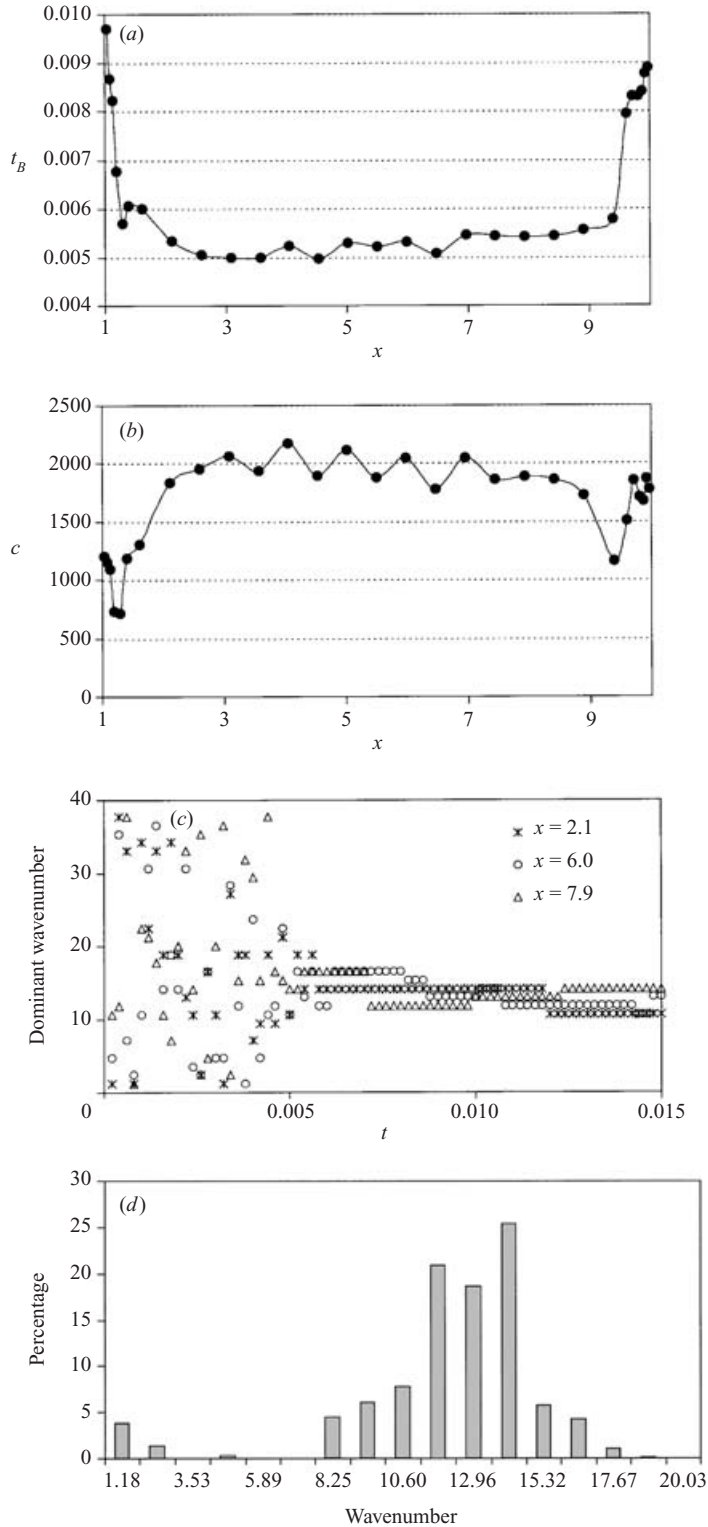 (a)
0.010
0.009
0.008
0.007
0.006
0.005
0.004
t_B
1 3 5 7 9
x
(b)
2500
2000
1500
1000
500
0
c
1 3 5 7 9
x
(c)
40
30
20
10
0
Dominant wavenumber
x = 2.1
x = 6.0
x = 7.9
0.005 0.010 0.015
t
(d)
30
25
20
15
10
5
0
Percentage
1.18 3.53 5.89 8.25 10.60 12.96 15.32 17.67 20.03
Wavenumber